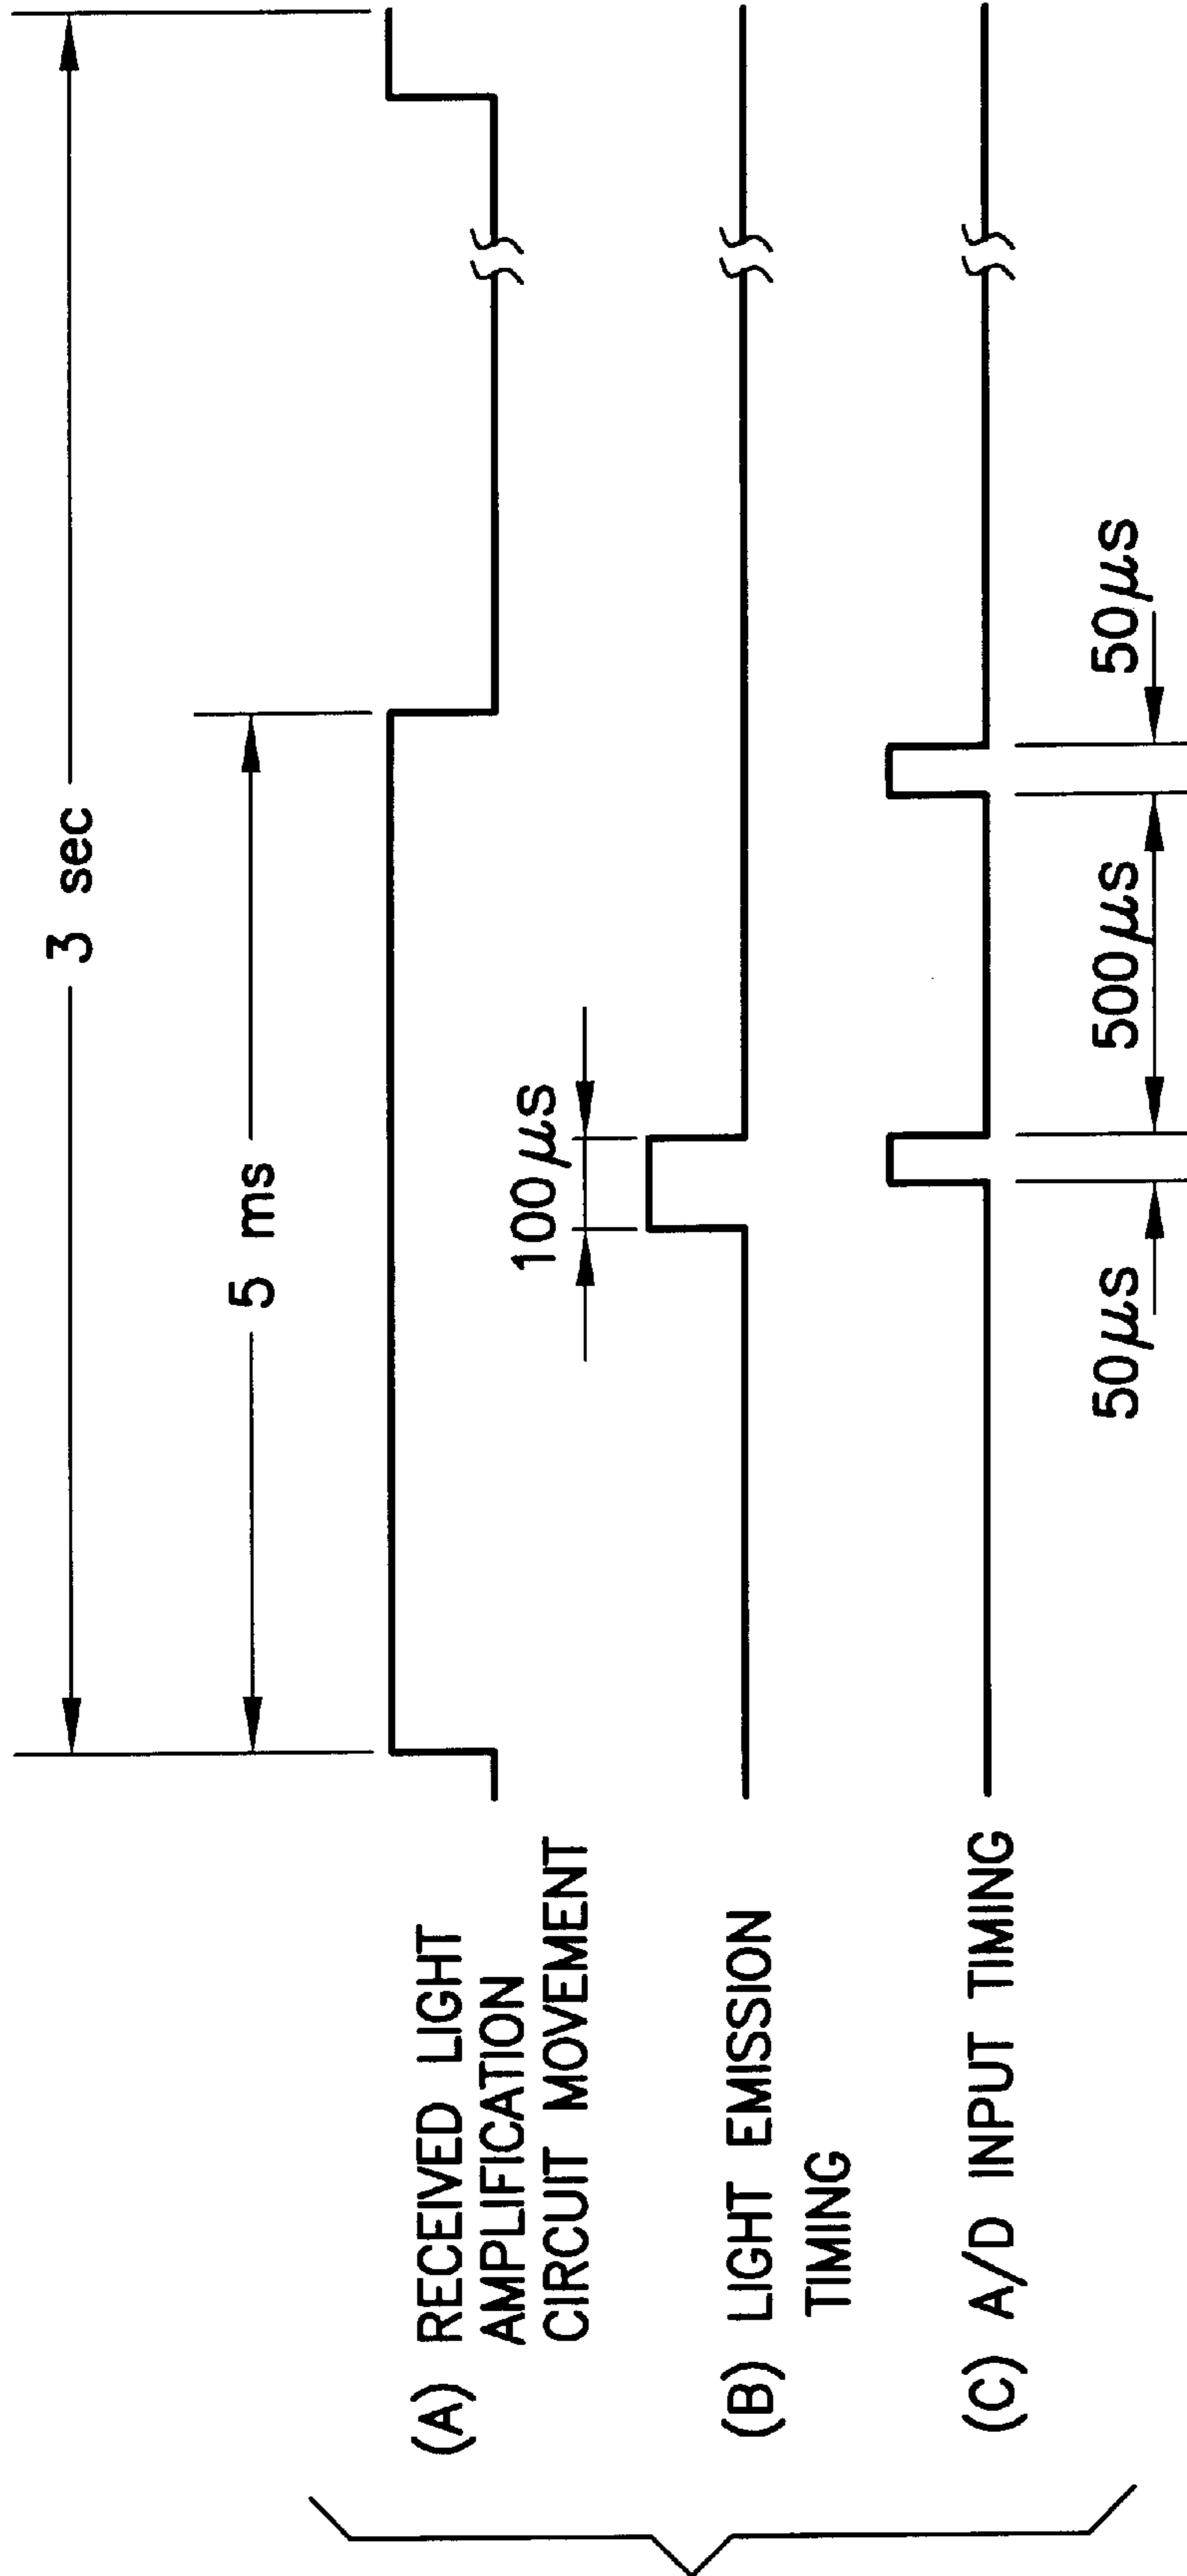 3 sec
5 ms
(A) RECEIVED LIGHT
AMPLIFICATION
CIRCUIT MOVEMENT
100μs
(B) LIGHT EMISSION
TIMING
(C) A/D INPUT TIMING
50μs
500μs
50μs